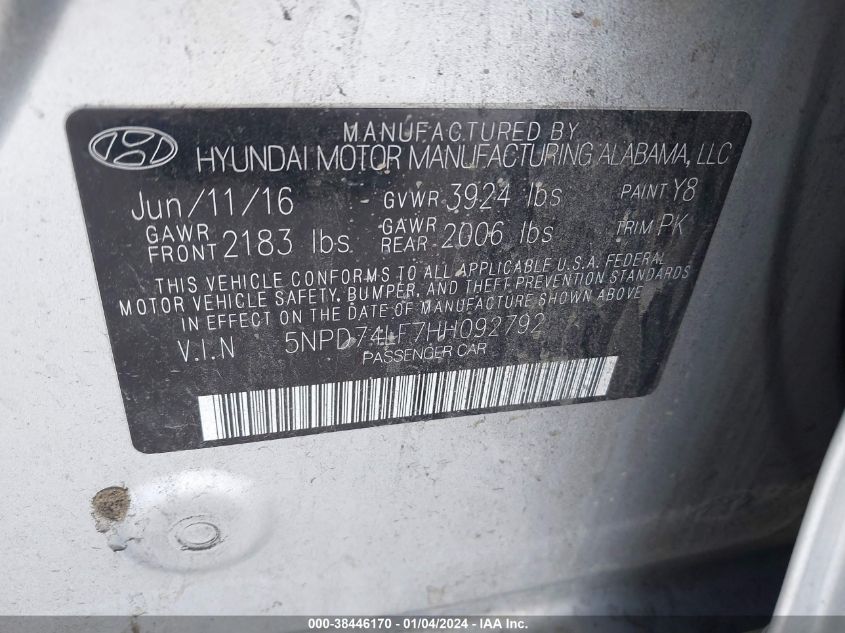 MANUFACTURED BY
HYUNDAI MOTOR MANUFACTURING ALABAMA, LLC
Jun/11/16 GVWR 3924 lbs PAINT Y8
GAWR FRONT 2183 lbs. GAWR REAR 2006 lbs TRIM PK
THIS VEHICLE CONFORMS TO ALL APPLICABLE U.S.A. FEDERAL
MOTOR VEHICLE SAFETY, BUMPER, AND THEFT PREVENTION STANDARDS
IN EFFECT ON THE DATE OF MANUFACTURE SHOWN ABOVE
V.I.N 5NPD74LF7HH092792
PASSENGER CAR
000-38446170 - 01/04/2024 - IAA Inc.